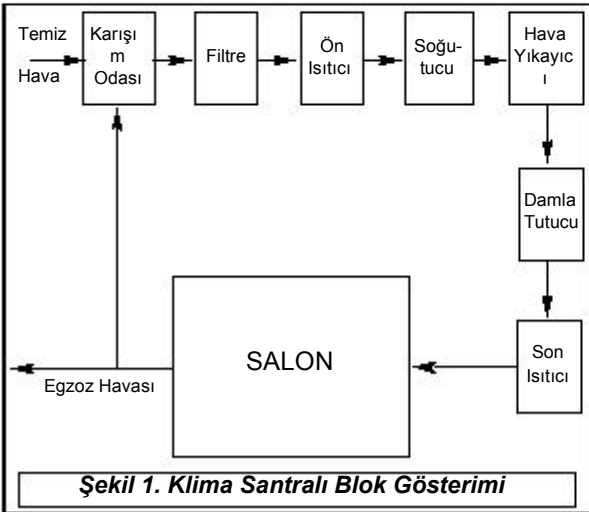 Temiz
Hava
Karışı
m
Odası
Filtre
Ön
Isıtıcı
Soğu-
tucu
Hava
Yıkayıc
ı
Damla
Tutucu
Son
Isıtıcı
SALON
Egzoz Havası
Şekil 1. Klima Santralı Blok Gösterimi